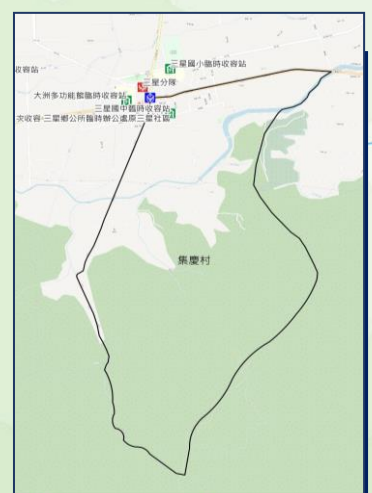 三星國小臨時收容站
收容站
三星分隊
大洲多功能館臨時收容站
三星國中臨時收容站
次收容-三星鄉公所臨時辦公處原三星社區
集慶村